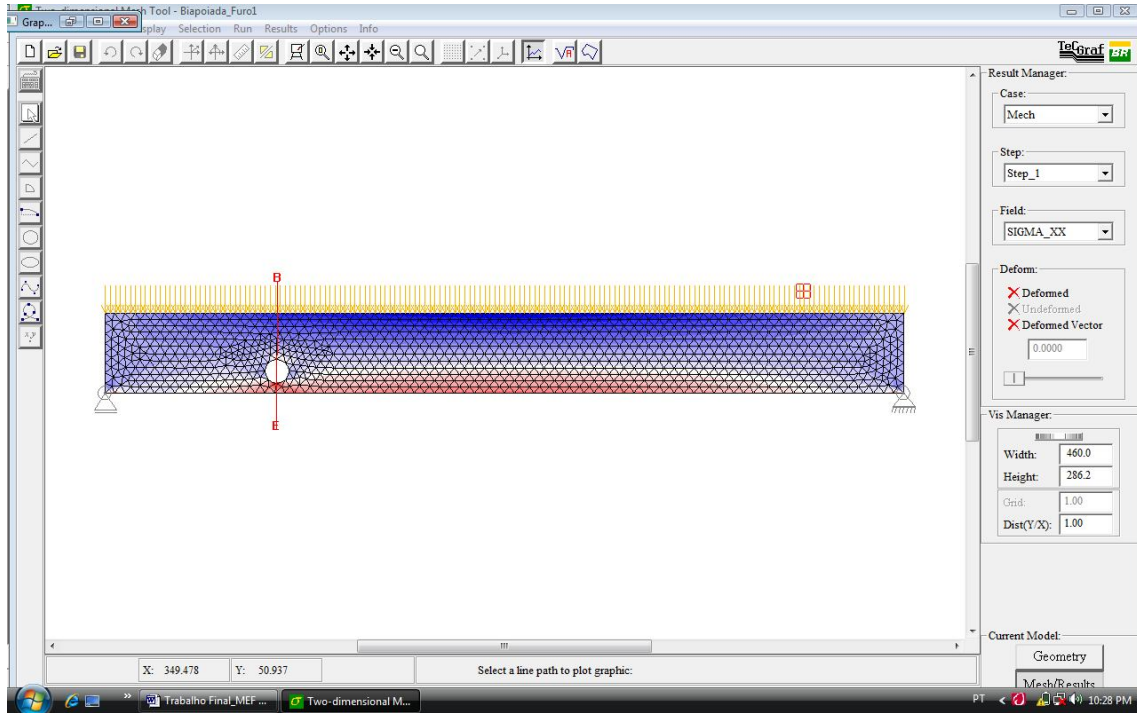 Two-dimensional Mesh Tool - Biapoiada_Furo1
Grap...
splay Selection Run Results Options Info
TeCGraf BR
Result Manager:
Case:
Mech
Step:
Step_1
Field:
SIGMA_XX
Deform:
Deformed
Undeformed
Deformed Vector
0.0000
B
E
Vis Manager:
Width: 460.0
Height: 286.2
Grid: 1.00
Dist(Y/X): 1.00
Current Model:
Geometry
Mesh/Results
X: 349.478 Y: 50.937 Select a line path to plot graphic:
Trabalho Final_MEF ... Two-dimensional M... PT 10:28 PM